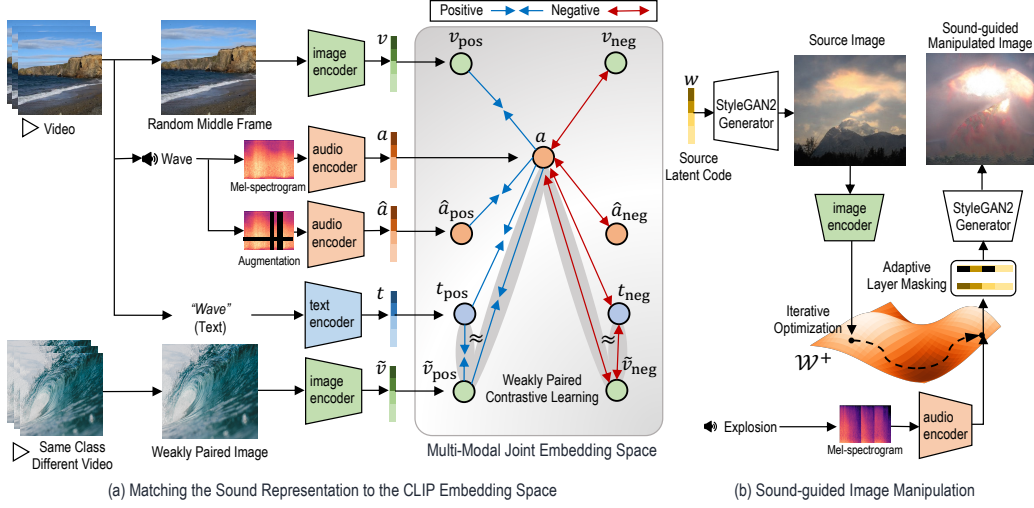 Positive
Negative
Video
Random Middle Frame
image
encoder
v
v_pos
v_neg
Wave
Mel-spectrogram
audio
encoder
a
a
Augmentation
audio
encoder
â
â_pos
â_neg
"Wave"
(Text)
text
encoder
t
t_pos
t_neg
≈
≈
Same Class
Different Video
Weakly Paired Image
image
encoder
ṽ
ṽ_pos
ṽ_neg
Weakly Paired
Contrastive Learning
Multi-Modal Joint Embedding Space
(a) Matching the Sound Representation to the CLIP Embedding Space
w
Source
Latent Code
StyleGAN2
Generator
Source Image
Sound-guided
Manipulated Image
image
encoder
StyleGAN2
Generator
Adaptive
Layer Masking
Iterative
Optimization
𝒲+
Explosion
Mel-spectrogram
audio
encoder
(b) Sound-guided Image Manipulation